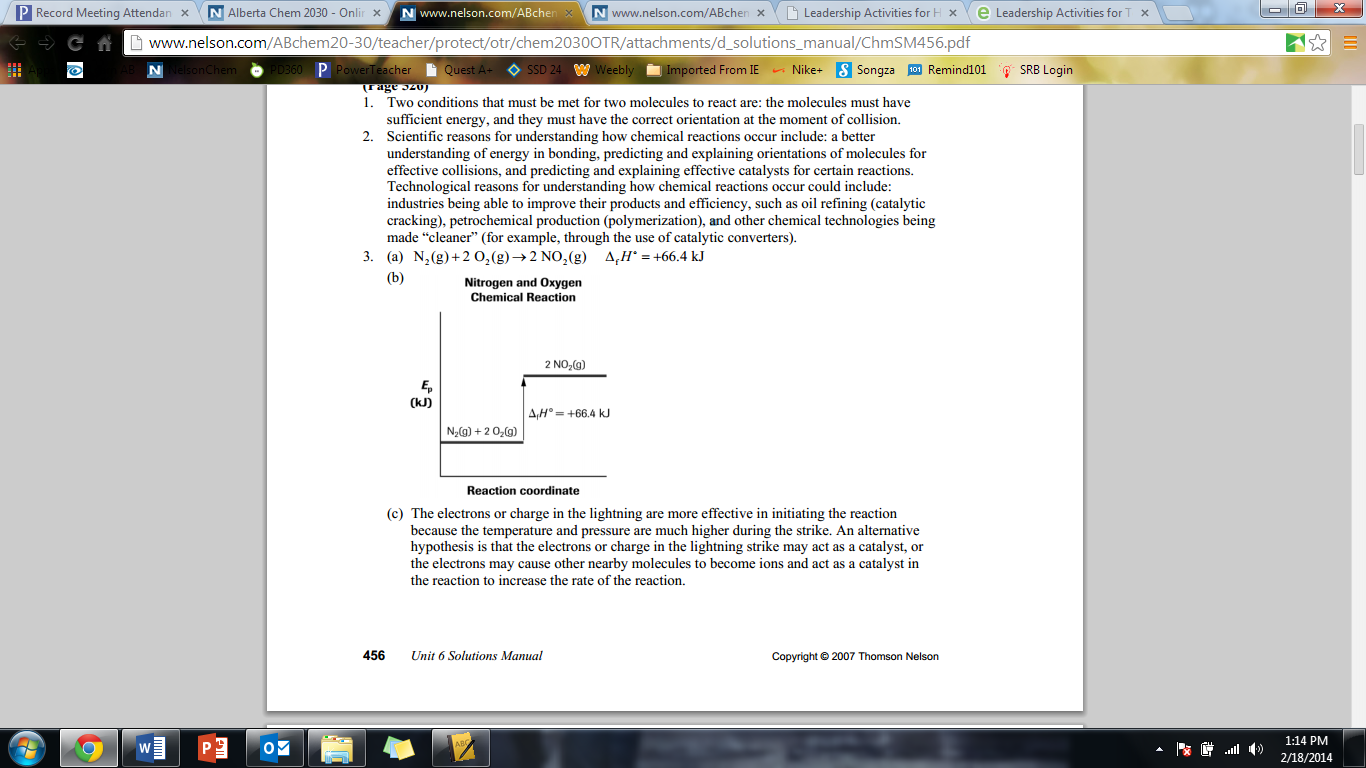 Record Meeting Attendan
Alberta Chem 2030 - Onlin
www.nelson.com/ABchem
www.nelson.com/ABchem
Leadership Activities for H
Leadership Activities for T
www.nelson.com/ABchem20-30/teacher/protect/otr/chem2030OTR/attachments/d_solutions_manual/ChmSM456.pdf
NelsonChem
PD360
PowerTeacher
Quest A+
SSD 24
Weebly
Imported From IE
Nike+
Songza
Remind101
SRB Login
(Page 526)
1. Two conditions that must be met for two molecules to react are: the molecules must have
sufficient energy, and they must have the correct orientation at the moment of collision.
2. Scientific reasons for understanding how chemical reactions occur include: a better
understanding of energy in bonding, predicting and explaining orientations of molecules for
effective collisions, and predicting and explaining effective catalysts for certain reactions.
Technological reasons for understanding how chemical reactions occur could include:
industries being able to improve their products and efficiency, such as oil refining (catalytic
cracking), petrochemical production (polymerization), and other chemical technologies being
made “cleaner” (for example, through the use of catalytic converters).
3. (a) N₂(g) + 2 O₂(g) → 2 NO₂(g) ΔfH° = +66.4 kJ
(b)
Nitrogen and Oxygen
Chemical Reaction
2 NO₂(g)
Eₚ
(kJ)
ΔfH° = +66.4 kJ
N₂(g) + 2 O₂(g)
Reaction coordinate
(c) The electrons or charge in the lightning are more effective in initiating the reaction
because the temperature and pressure are much higher during the strike. An alternative
hypothesis is that the electrons or charge in the lightning strike may act as a catalyst, or
the electrons may cause other nearby molecules to become ions and act as a catalyst in
the reaction to increase the rate of the reaction.
456 Unit 6 Solutions Manual
Copyright © 2007 Thomson Nelson
1:14 PM
2/18/2014